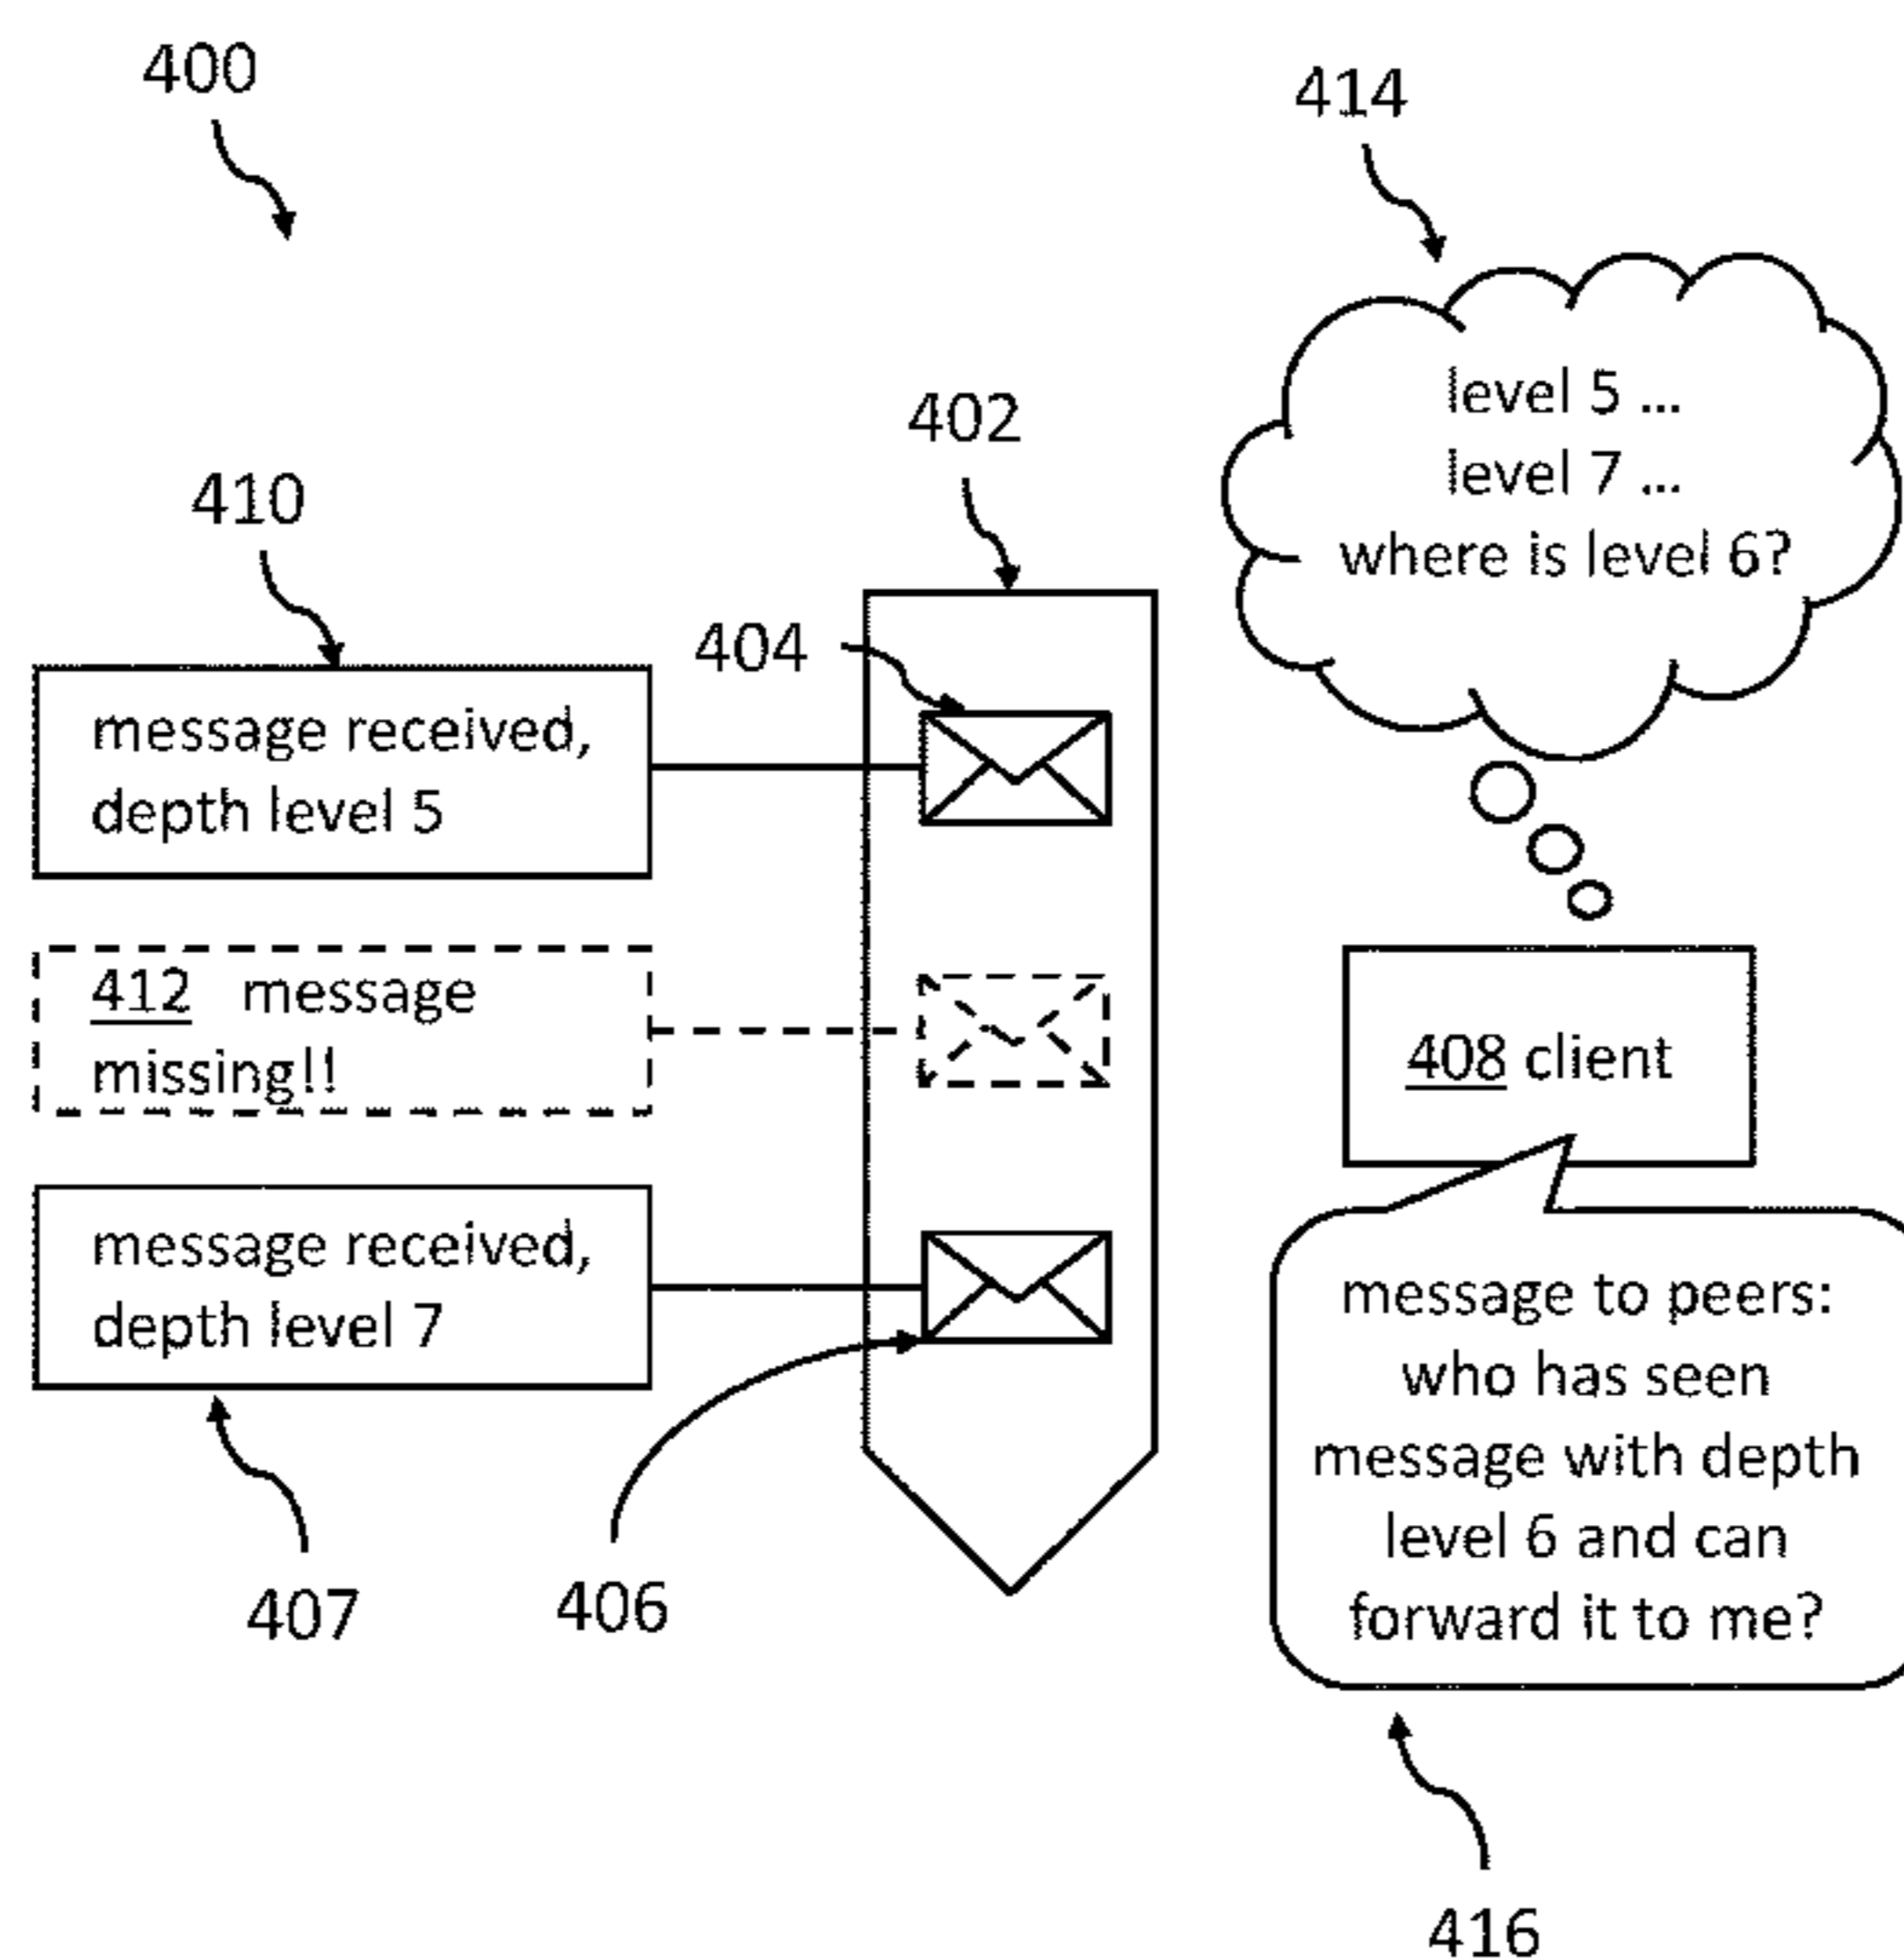 400
414
level 5 ...
level 7 ...
where is level 6?
402
410
404
message received,
depth level 5
412 message
missing!!
408 client
message received,
depth level 7
message to peers:
who has seen
message with depth
level 6 and can
forward it to me?
407
406
416